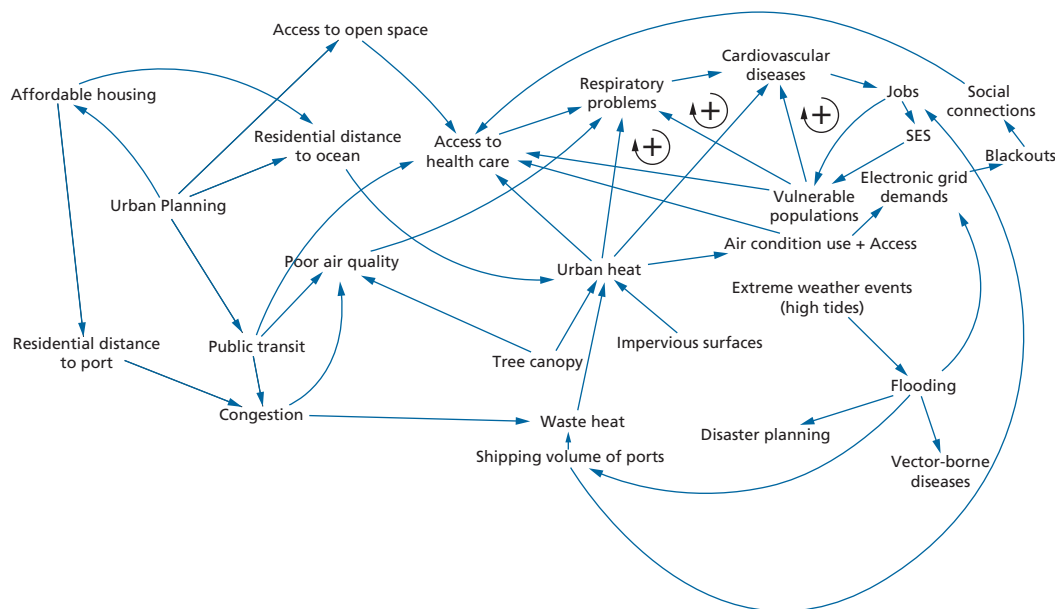 Access to open space
Cardiovascular
diseases
Affordable housing
Respiratory
problems
Jobs
Social
connections
Residential distance
to ocean
Access to
health care
+
+
+
SES
Blackouts
Urban Planning
Vulnerable
populations
Electronic grid
demands
Poor air quality
Urban heat
Air condition use + Access
Extreme weather events
(high tides)
Residential distance
to port
Public transit
Tree canopy
Impervious surfaces
Flooding
Congestion
Waste heat
Disaster planning
Shipping volume of ports
Vector-borne
diseases